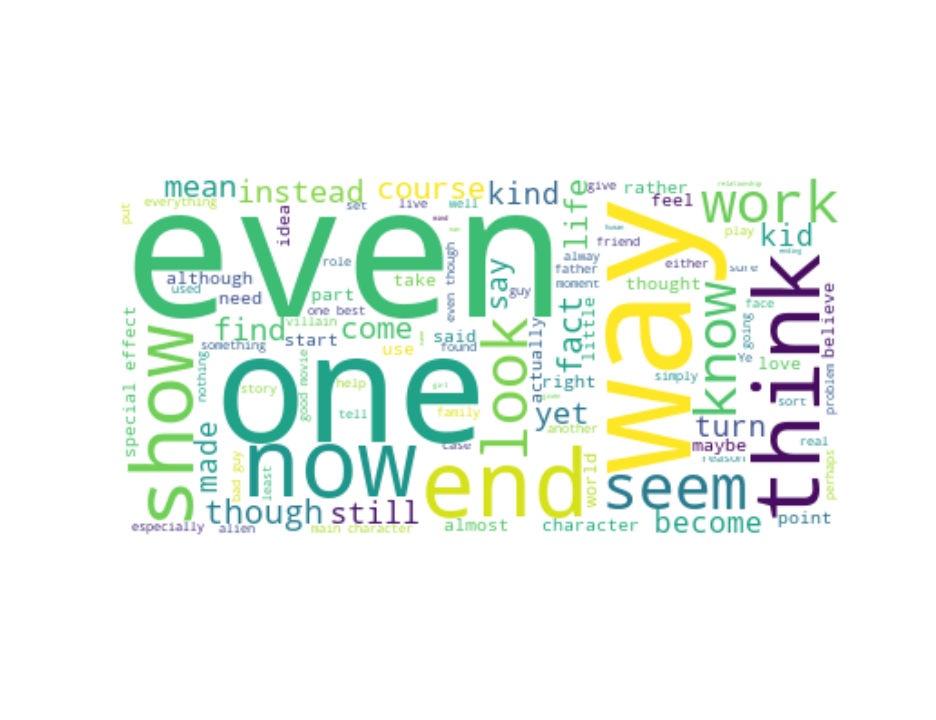 mean
instead
course
kind
give
rather
relationship
put
everything
idea
set
live
well
life
feel
work
even
way
friend
play
kid
although
used
need
role
take
even though
say
guy
alway
father
moment
either
sure
thought
think
part
one best
villain
find
come
start
something
use
said
found
look
actually
fact
little
know
face
going
Ye
love
believe
special effect
show
nothing
good movie
story
help
tell
girl
family
one
right
simply
sort
problem
yet
another
turn
maybe
reason
real
made
bad guy
least
now
case
end
world
seem
perhaps
though
still
especially
alien
main character
almost
character
become
point